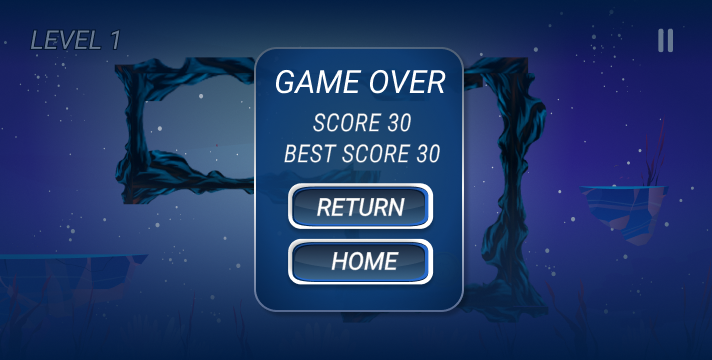 LEVEL 1
GAME OVER
SCORE 30
BEST SCORE 30
RETURN
HOME